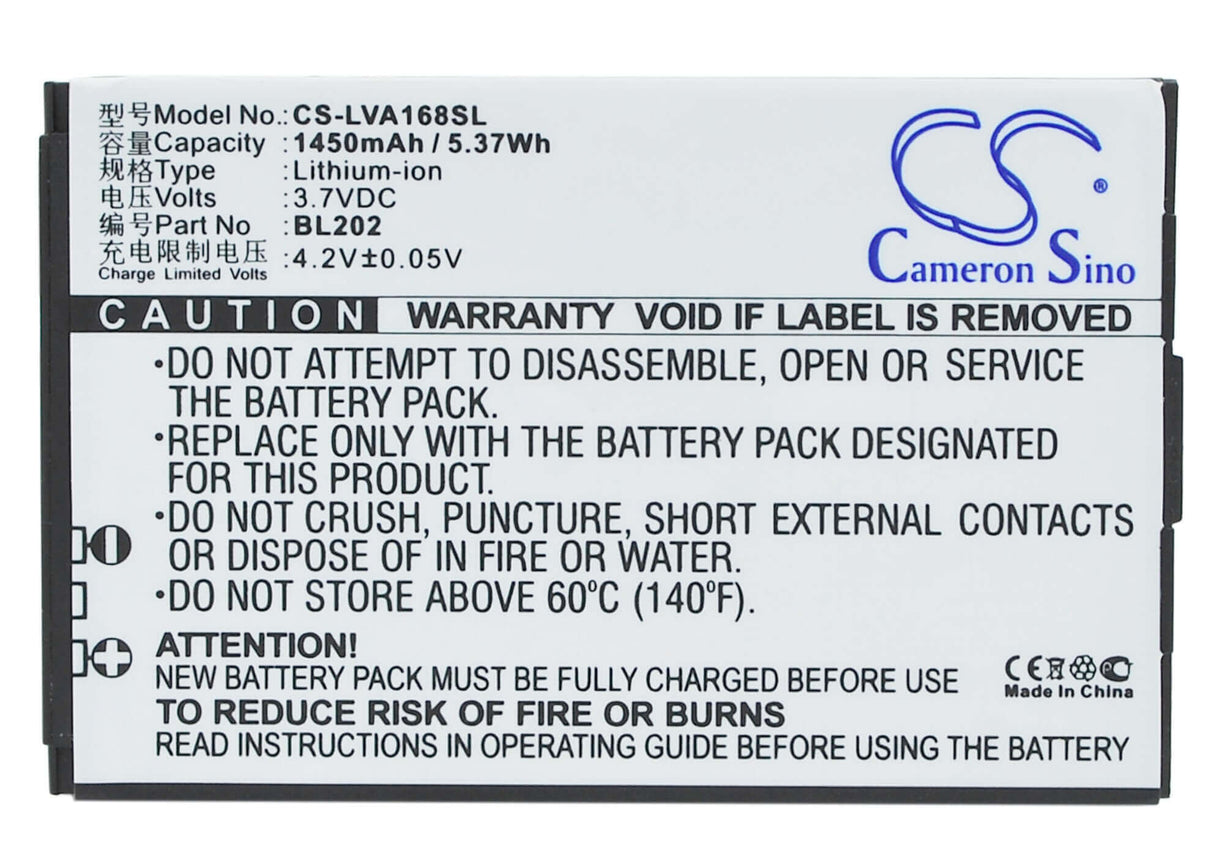 型号Model No.:CS-LVA168SL
容量Capacity :1450mAh / 5.37Wh
规格Type :Lithium-ion
电压Volts :3.7VDC
编号Part No :BL202
充电限制电压
Charge Limited Volts :4.2V±0.05V
CS®
Cameron Sino
CAUTION WARRANTY VOID IF LABEL IS REMOVED
·DO NOT ATTEMPT TO DISASSEMBLE, OPEN OR SERVICE
THE BATTERY PACK.
·REPLACE ONLY WITH THE BATTERY PACK DESIGNATED
FOR THIS PRODUCT.
·DO NOT CRUSH, PUNCTURE, SHORT EXTERNAL CONTACTS
OR DISPOSE OF IN FIRE OR WATER.
·DO NOT STORE ABOVE 60°C (140°F).
ATTENTION!
NEW BATTERY PACK MUST BE FULLY CHARGED BEFORE USE
TO REDUCE RISK OF FIRE OR BURNS
READ INSTRUCTIONS IN OPERATING GUIDE BEFORE USING THE BATTERY
CE
Made In China